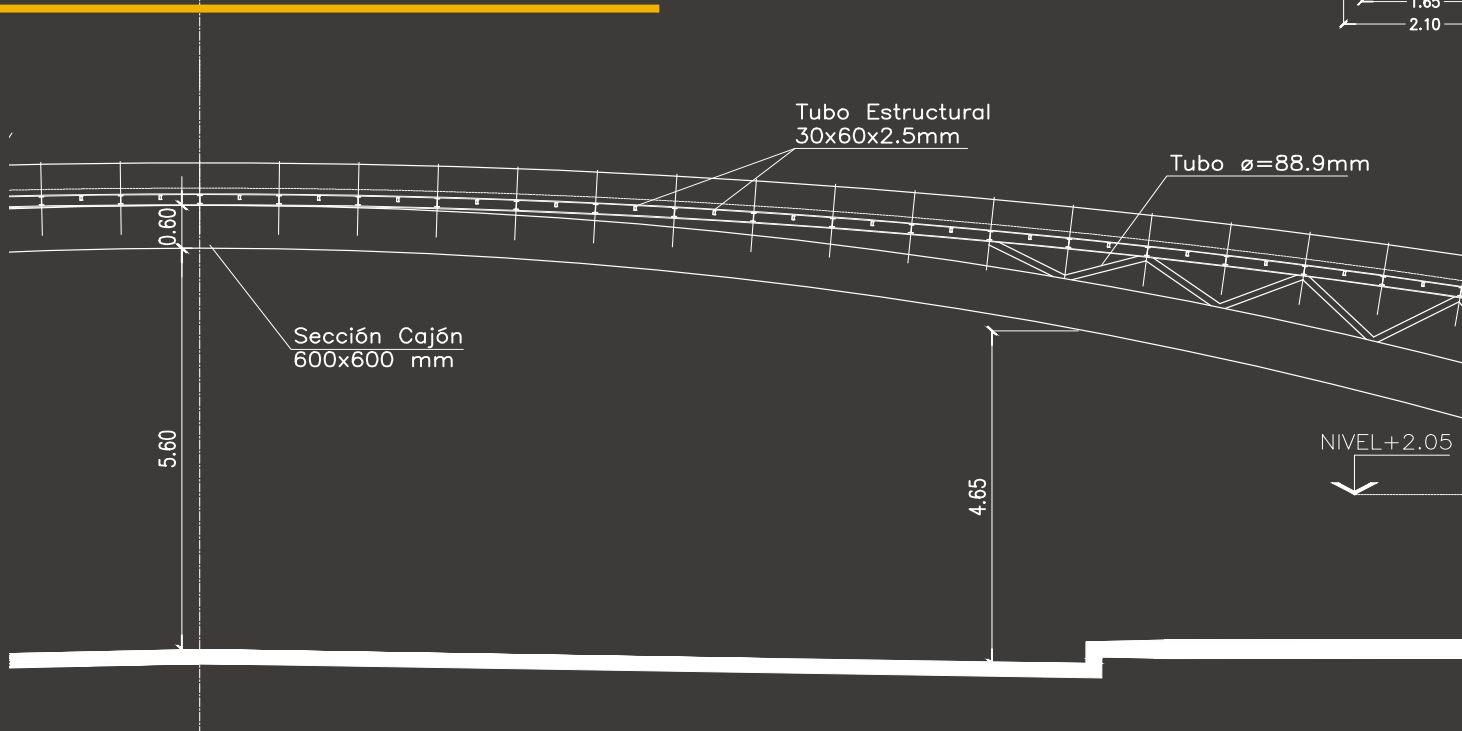 1.65
2.10
Tubo Estructural
30x60x2.5mm
Tubo ø=88.9mm
0.60
Sección Cajón
600x600 mm
5.60
NIVEL+2.05
4.65